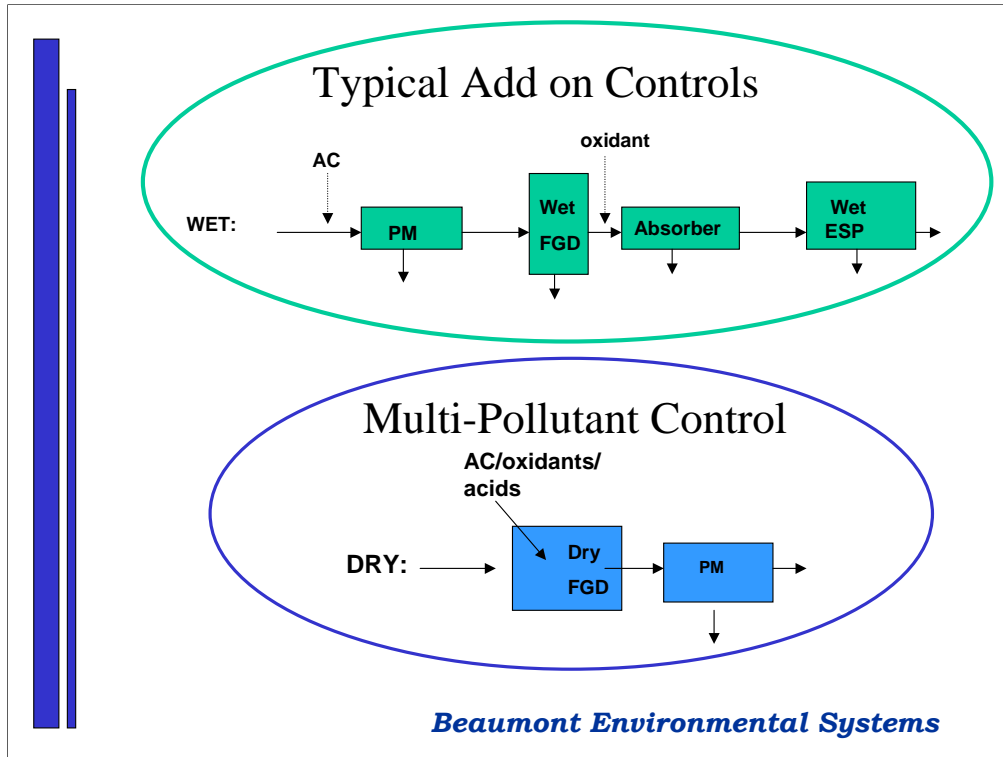 Typical Add on Controls
oxidant
AC
WET:
PM
Wet
FGD
Absorber
Wet
ESP
Multi-Pollutant Control
AC/oxidants/
acids
DRY:
Dry
FGD
PM
Beaumont Environmental Systems